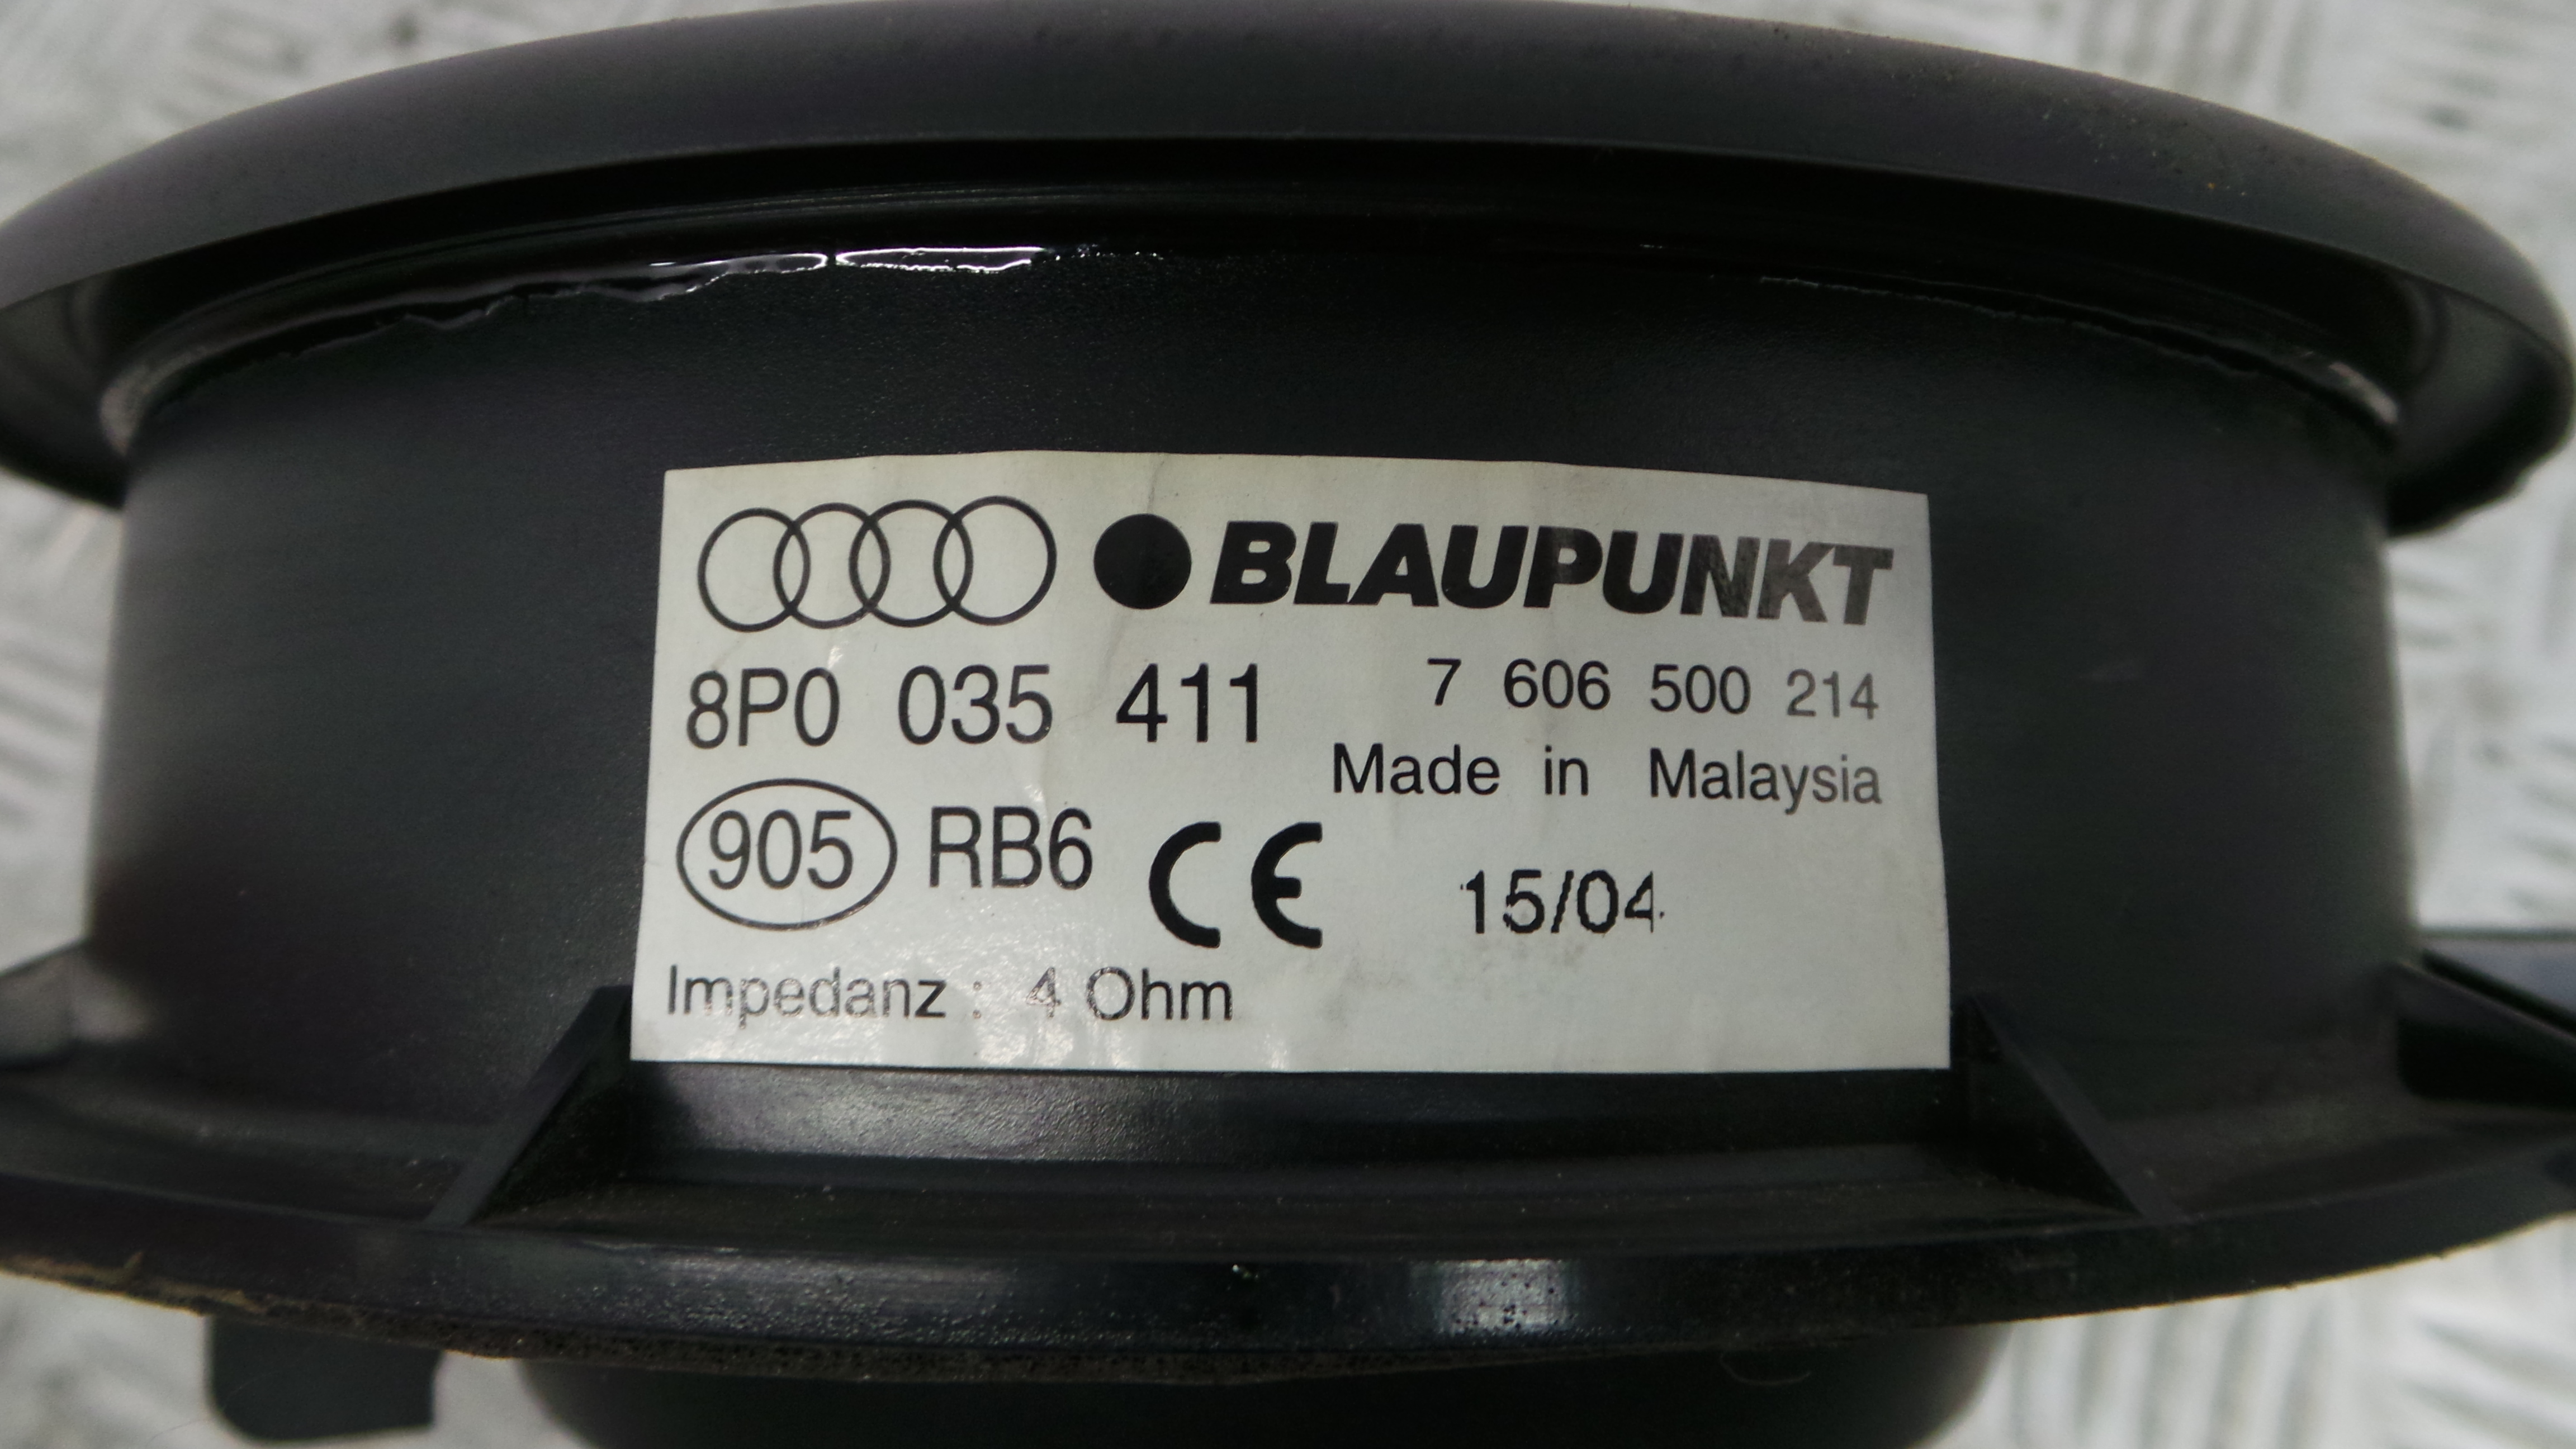 BLAUPUNKT
8P0 035 411 7 606 500 214
Made in Malaysia
905 RB6 CE 15/04
Impedanz : 4 Ohm